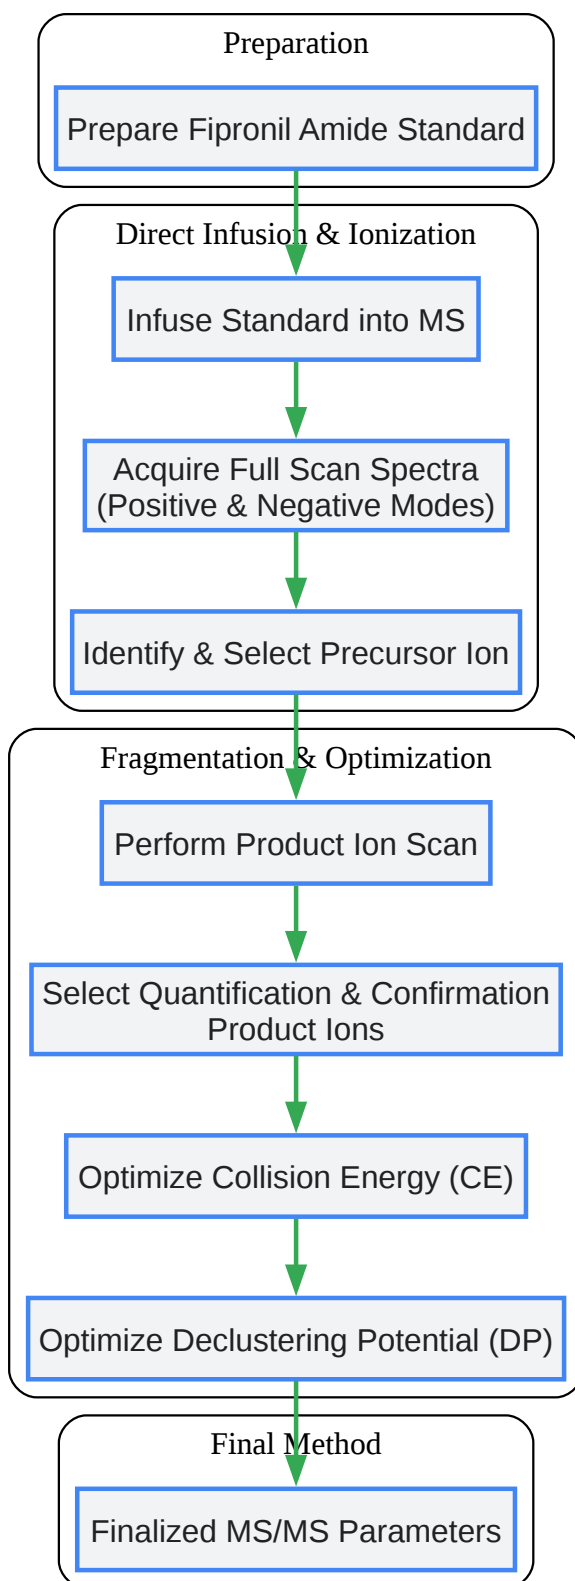 Preparation
Prepare Fipronil Amide Standard
Direct Infusion & Ionization
Infuse Standard into MS
Acquire Full Scan Spectra
(Positive & Negative Modes)
Identify & Select Precursor Ion
Fragmentation & Optimization
Perform Product Ion Scan
Select Quantification & Confirmation
Product Ions
Optimize Collision Energy (CE)
Optimize Declustering Potential (DP)
Final Method
Finalized MS/MS Parameters